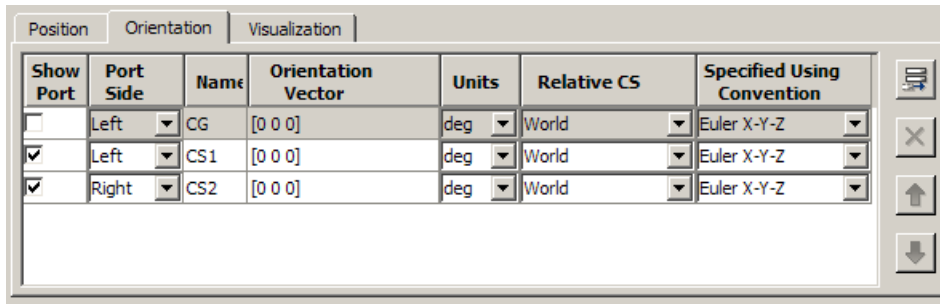 Position Orientation Visualization
Show Port Port Side Name Orientation Vector Units Relative CS Specified Using Convention
Left CG [0 0 0] deg World Euler X-Y-Z
Left CS1 [0 0 0] deg World Euler X-Y-Z
Right CS2 [0 0 0] deg World Euler X-Y-Z